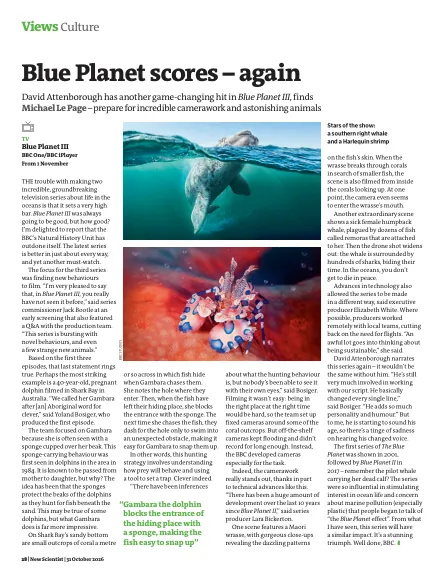 Views Culture
Blue Planet scores – again
David Attenborough has another game-changing hit in Blue Planet III, finds
Michael Le Page – prepare for incredible camerawork and astonishing animals
TV
Blue Planet III
BBC One/BBC iPlayer
From 1 November
THE trouble with making two
incredible, groundbreaking
television series about life in the
oceans is that it sets a very high
bar. Blue Planet III was always
going to be good, but how good?
I'm delighted to report that the
BBC's Natural History Unit has
outdone itself. The latest series
is better in just about every way,
and yet another must-watch.
The focus for the third series
was finding new behaviours
to film. "I'm very pleased to say
that, in Blue Planet III, you really
have not seen it before," said series
commissioner Jack Bootle at an
early screening that also featured
a Q&A with the production team.
"This series is bursting with
novel behaviours, and even
a few strange new animals."
Based on the first three
episodes, that last statement rings
true. Perhaps the most striking
example is a 40-year-old, pregnant
dolphin filmed in Shark Bay in
Australia. "We called her Gambara
after [an] Aboriginal word for
clever," said Yoland Bosiger, who
produced the first episode.
The team focused on Gambara
because she is often seen with a
sponge cupped over her beak. This
sponge-carrying behaviour was
first seen in dolphins in the area in
1984. It is known to be passed from
mother to daughter, but why? The
idea has been that the sponges
protect the beaks of the dolphins
as they hunt for fish beneath the
sand. This may be true of some
dolphins, but what Gambara
does is far more impressive.
On Shark Bay's sandy bottom
are small outcrops of coral a metre
or so across in which fish hide
when Gambara chases them.
She notes the hole where they
enter. Then, when the fish have
left their hiding place, she blocks
the entrance with the sponge. The
next time she chases the fish, they
dash for the hole only to swim into
an unexpected obstacle, making it
easy for Gambara to snap them up.
In other words, this hunting
strategy involves understanding
how prey will behave and using
a tool to set a trap. Clever indeed.
"There have been inferences
"Gambara the dolphin
blocks the entrance of
the hiding place with
a sponge, making the
fish easy to snap up"
about what the hunting behaviour
is, but nobody's been able to see it
with their own eyes," said Bosiger.
Filming it wasn't easy: being in
the right place at the right time
would be hard, so the team set up
fixed cameras around some of the
coral outcrops. But off-the-shelf
cameras kept flooding and didn't
record for long enough. Instead,
the BBC developed cameras
especially for the task.
Indeed, the camerawork
really stands out, thanks in part
to technical advances like this.
"There has been a huge amount of
development over the last 10 years
since Blue Planet II," said series
producer Lara Bickerton.
One scene features a Maori
wrasse, with gorgeous close-ups
revealing the dazzling patterns
Stars of the show:
a southern right whale
and a Harlequin shrimp
on the fish's skin. When the
wrasse breaks through corals
in search of smaller fish, the
scene is also filmed from inside
the corals looking up. At one
point, the camera even seems
to enter the wrasse's mouth.
Another extraordinary scene
shows a sick female humpback
whale, plagued by dozens of fish
called remoras that are attached
to her. Then the drone shot widens
out: the whale is surrounded by
hundreds of sharks, biding their
time. In the oceans, you don't
get to die in peace.
Advances in technology also
allowed the series to be made
in a different way, said executive
producer Elizabeth White. Where
possible, producers worked
remotely with local teams, cutting
back on the need for flights. "An
awful lot goes into thinking about
being sustainable," she said.
David Attenborough narrates
this series again – it wouldn't be
the same without him. "He's still
very much involved in working
with our script. He basically
changed every single line,"
said Bosiger. "He adds so much
personality and humour." But
to me, he is starting to sound his
age, so there's a tinge of sadness
on hearing his changed voice.
The first series of The Blue
Planet was shown in 2001,
followed by Blue Planet II in
2017 – remember the pilot whale
carrying her dead calf? The series
were so influential in stimulating
interest in ocean life and concern
about marine pollution (especially
plastic) that people began to talk of
"the Blue Planet effect". From what
I have seen, this series will have
a similar impact. It's a stunning
triumph. Well done, BBC.
28 | New Scientist | 31 October 2026